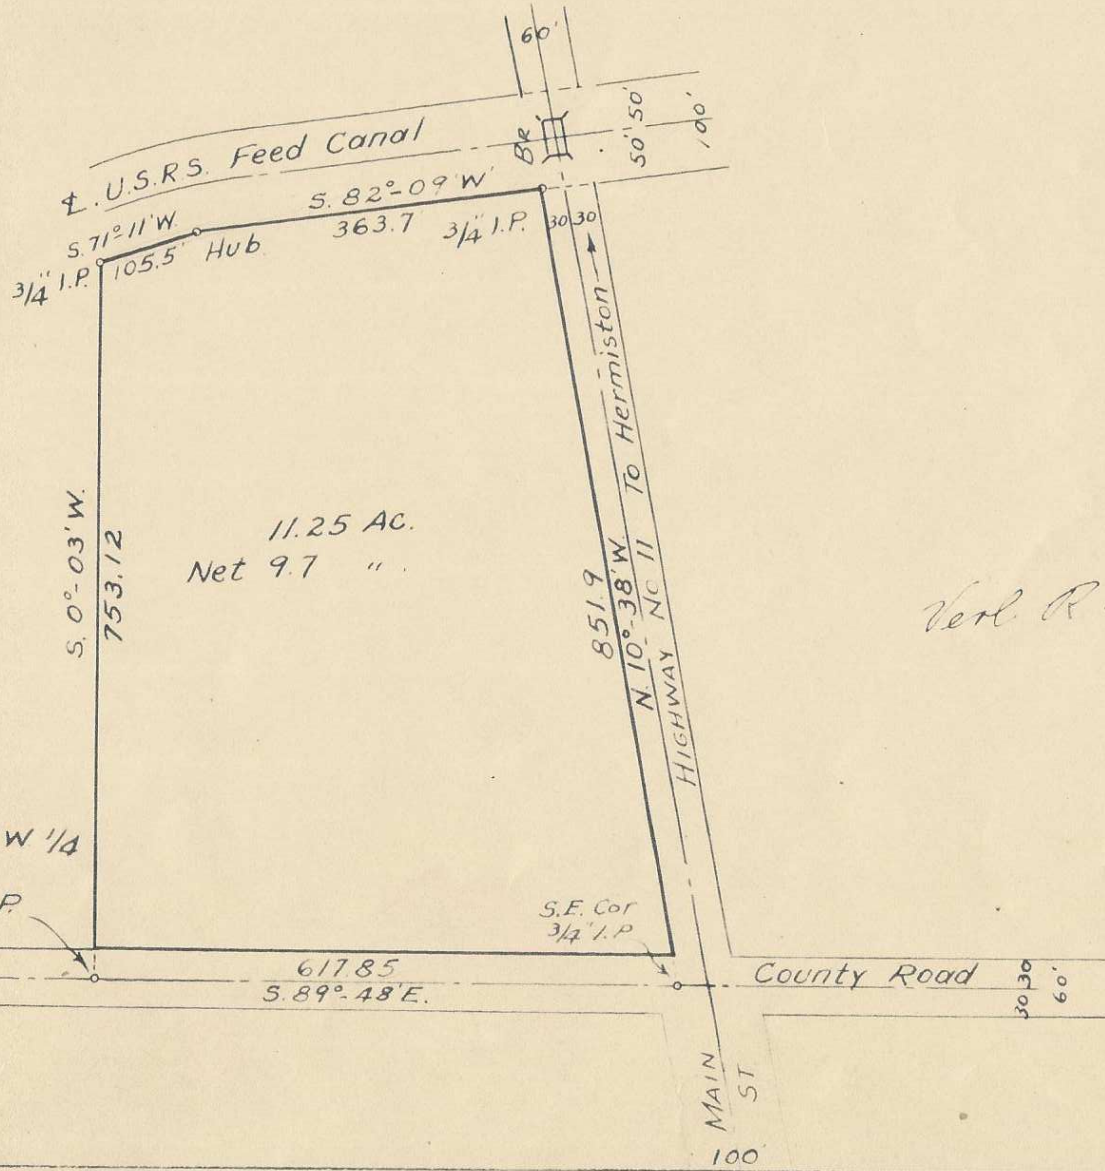 60'
℄ U.S.R.S. Feed Canal
BR.
50' 50'
100'
S. 71°-11' W.
105.5'
S. 82°-09' W
363.7
Hub
3/4" I.P.
3/4" I.P.
30 30
HIGHWAY No 11 To Hermiston
S. 0°-03' W.
753.12
11.25 Ac.
Net 9.7 "
851.9
N. 10°-38' W.
Verl R
W 1/4
P.
S.E. Cor
3/4" I.P
617.85
S. 89°-48' E.
County Road
30 30
60'
MAIN
ST
100